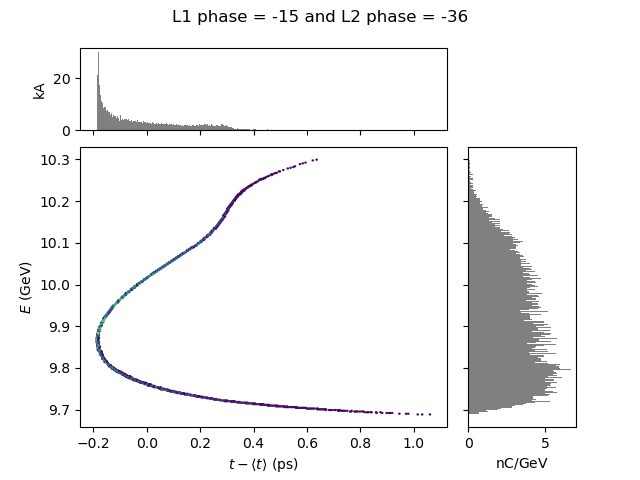 L1 phase = -15 and L2 phase = -36
kA
20
0
E (GeV)
10.3
10.2
10.1
10.0
9.9
9.8
9.7
−0.2 0.0 0.2 0.4 0.6 0.8 1.0
t − ⟨t⟩ (ps)
0 5
nC/GeV